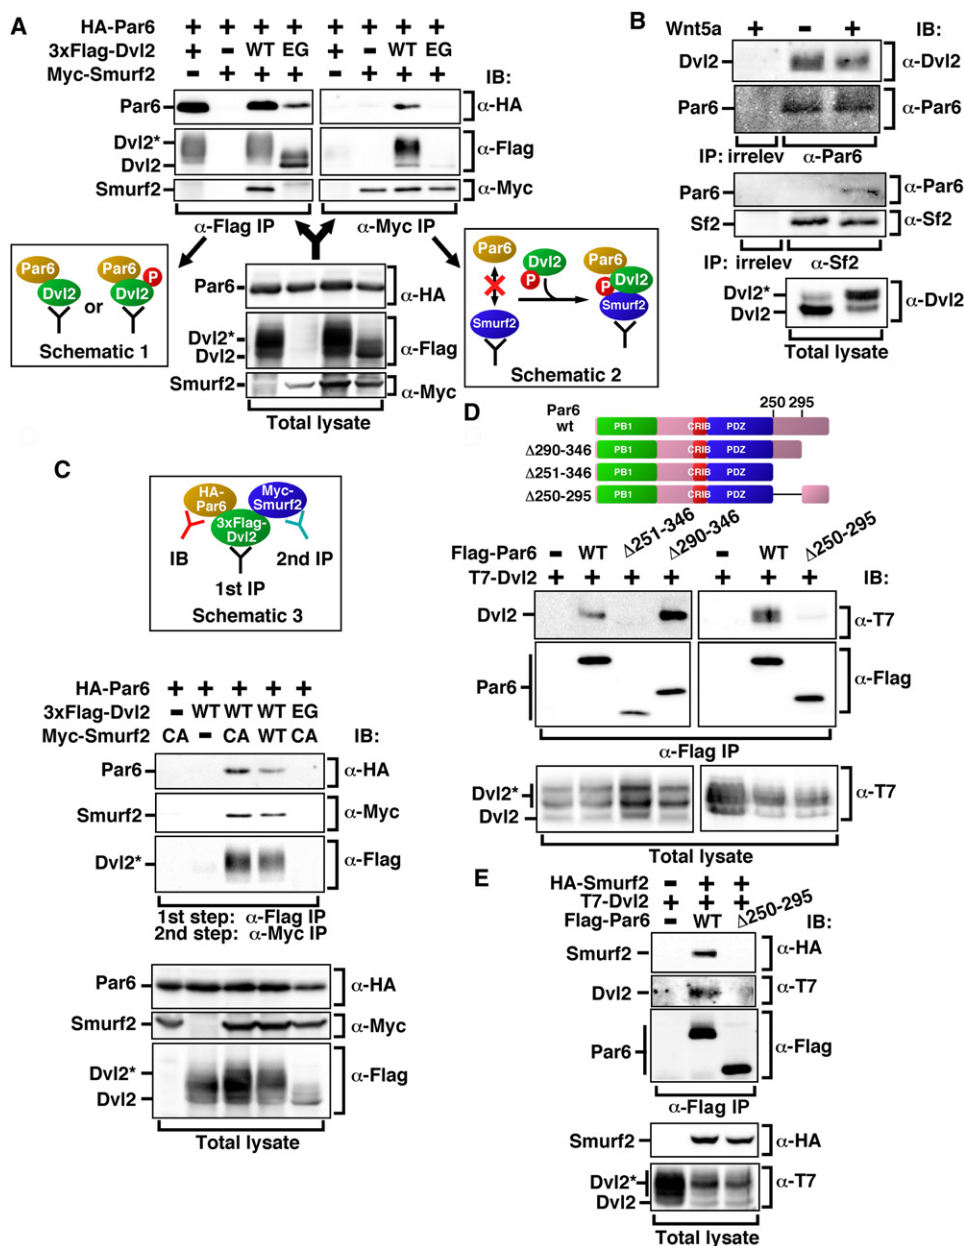 A
HA-Par6 + + + + + + + +
3xFlag-Dvl2 + - WT EG + - WT EG
Myc-Smurf2 - + + + - + + + IB:
Par6 α-HA
Dvl2*
Dvl2 α-Flag
Smurf2 α-Myc
α-Flag IP α-Myc IP
Par6 Par6
Dvl2 or Dvl2 P
Schematic 1
Par6 α-HA
Dvl2*
Dvl2 α-Flag
Smurf2 α-Myc
Total lysate
Par6 Dvl2 Par6
P P Dvl2
Smurf2 Smurf2
Schematic 2
B
Wnt5a + - + IB:
Dvl2 α-Dvl2
Par6 α-Par6
IP: irrelev α-Par6
Par6 α-Par6
Sf2 α-Sf2
IP: irrelev α-Sf2
Dvl2*
Dvl2 α-Dvl2
Total lysate
C
HA-
Par6
Myc-
Smurf2
3xFlag-
Dvl2
IB 2nd IP
1st IP
Schematic 3
HA-Par6 + + + + +
3xFlag-Dvl2 - WT WT WT EG
Myc-Smurf2 CA - CA WT CA IB:
Par6 α-HA
Smurf2 α-Myc
Dvl2* α-Flag
1st step: α-Flag IP
2nd step: α-Myc IP
Par6 α-HA
Smurf2 α-Myc
Dvl2*
Dvl2 α-Flag
Total lysate
D
250 295
Par6
wt PB1 CRIB PDZ
Δ290-346 PB1 CRIB PDZ
Δ251-346 PB1 CRIB PDZ
Δ250-295 PB1 CRIB PDZ
Flag-Par6 - WT Δ251-346 Δ290-346 - WT Δ250-295
T7-Dvl2 + + + + + + + IB:
Dvl2 α-T7
Par6 α-Flag
α-Flag IP
Dvl2*
Dvl2 α-T7
Total lysate
E
HA-Smurf2 - + +
T7-Dvl2 + + +
Flag-Par6 - WT Δ250-295 IB:
Smurf2 α-HA
Dvl2 α-T7
Par6 α-Flag
α-Flag IP
Smurf2 α-HA
Dvl2*
Dvl2 α-T7
Total lysate